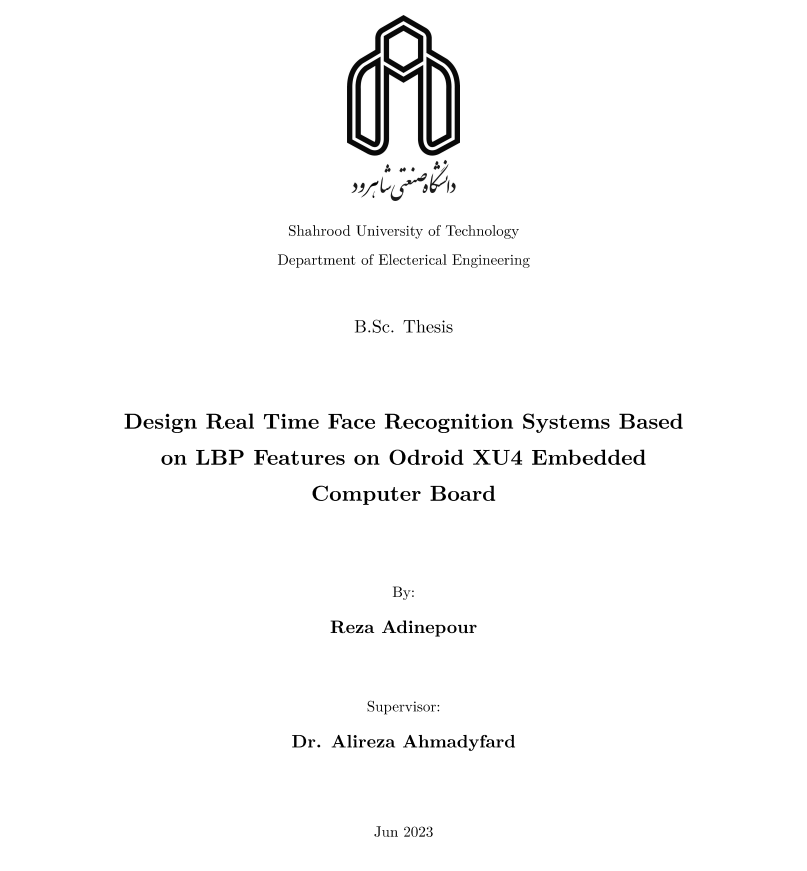 دانشگاه صنعتی شاهرود
Shahrood University of Technology
Department of Electerical Engineering
B.Sc. Thesis
Design Real Time Face Recognition Systems Based
on LBP Features on Odroid XU4 Embedded
Computer Board
By:
Reza Adinepour
Supervisor:
Dr. Alireza Ahmadyfard
Jun 2023